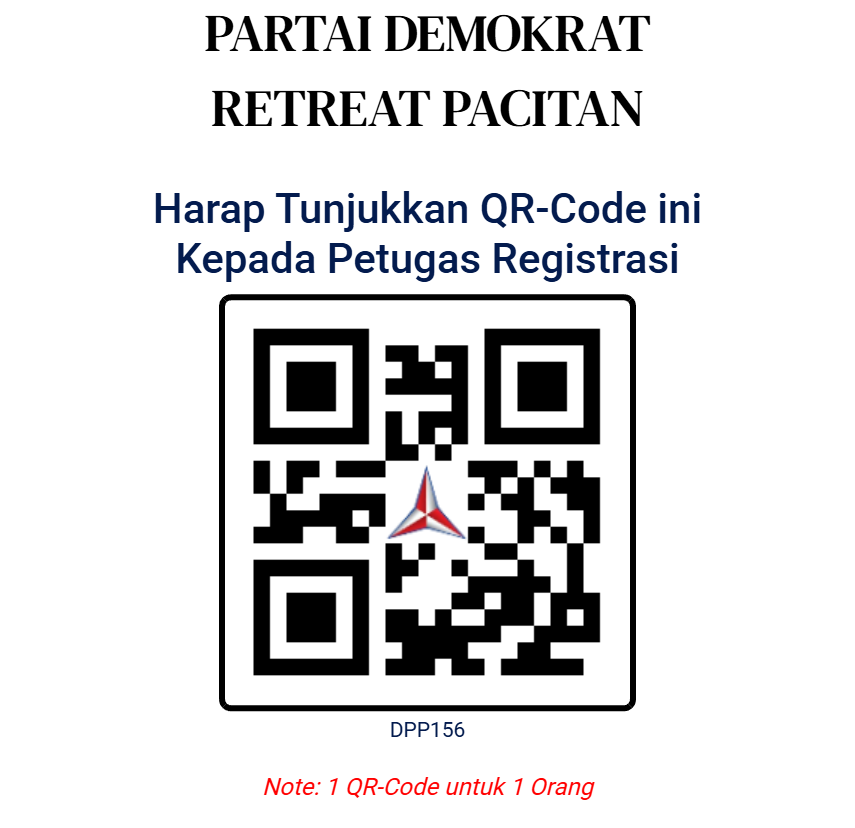 PARTAI DEMOKRAT
RETREAT PACITAN
Harap Tunjukkan QR-Code ini
Kepada Petugas Registrasi
DPP156
Note: 1 QR-Code untuk 1 Orang